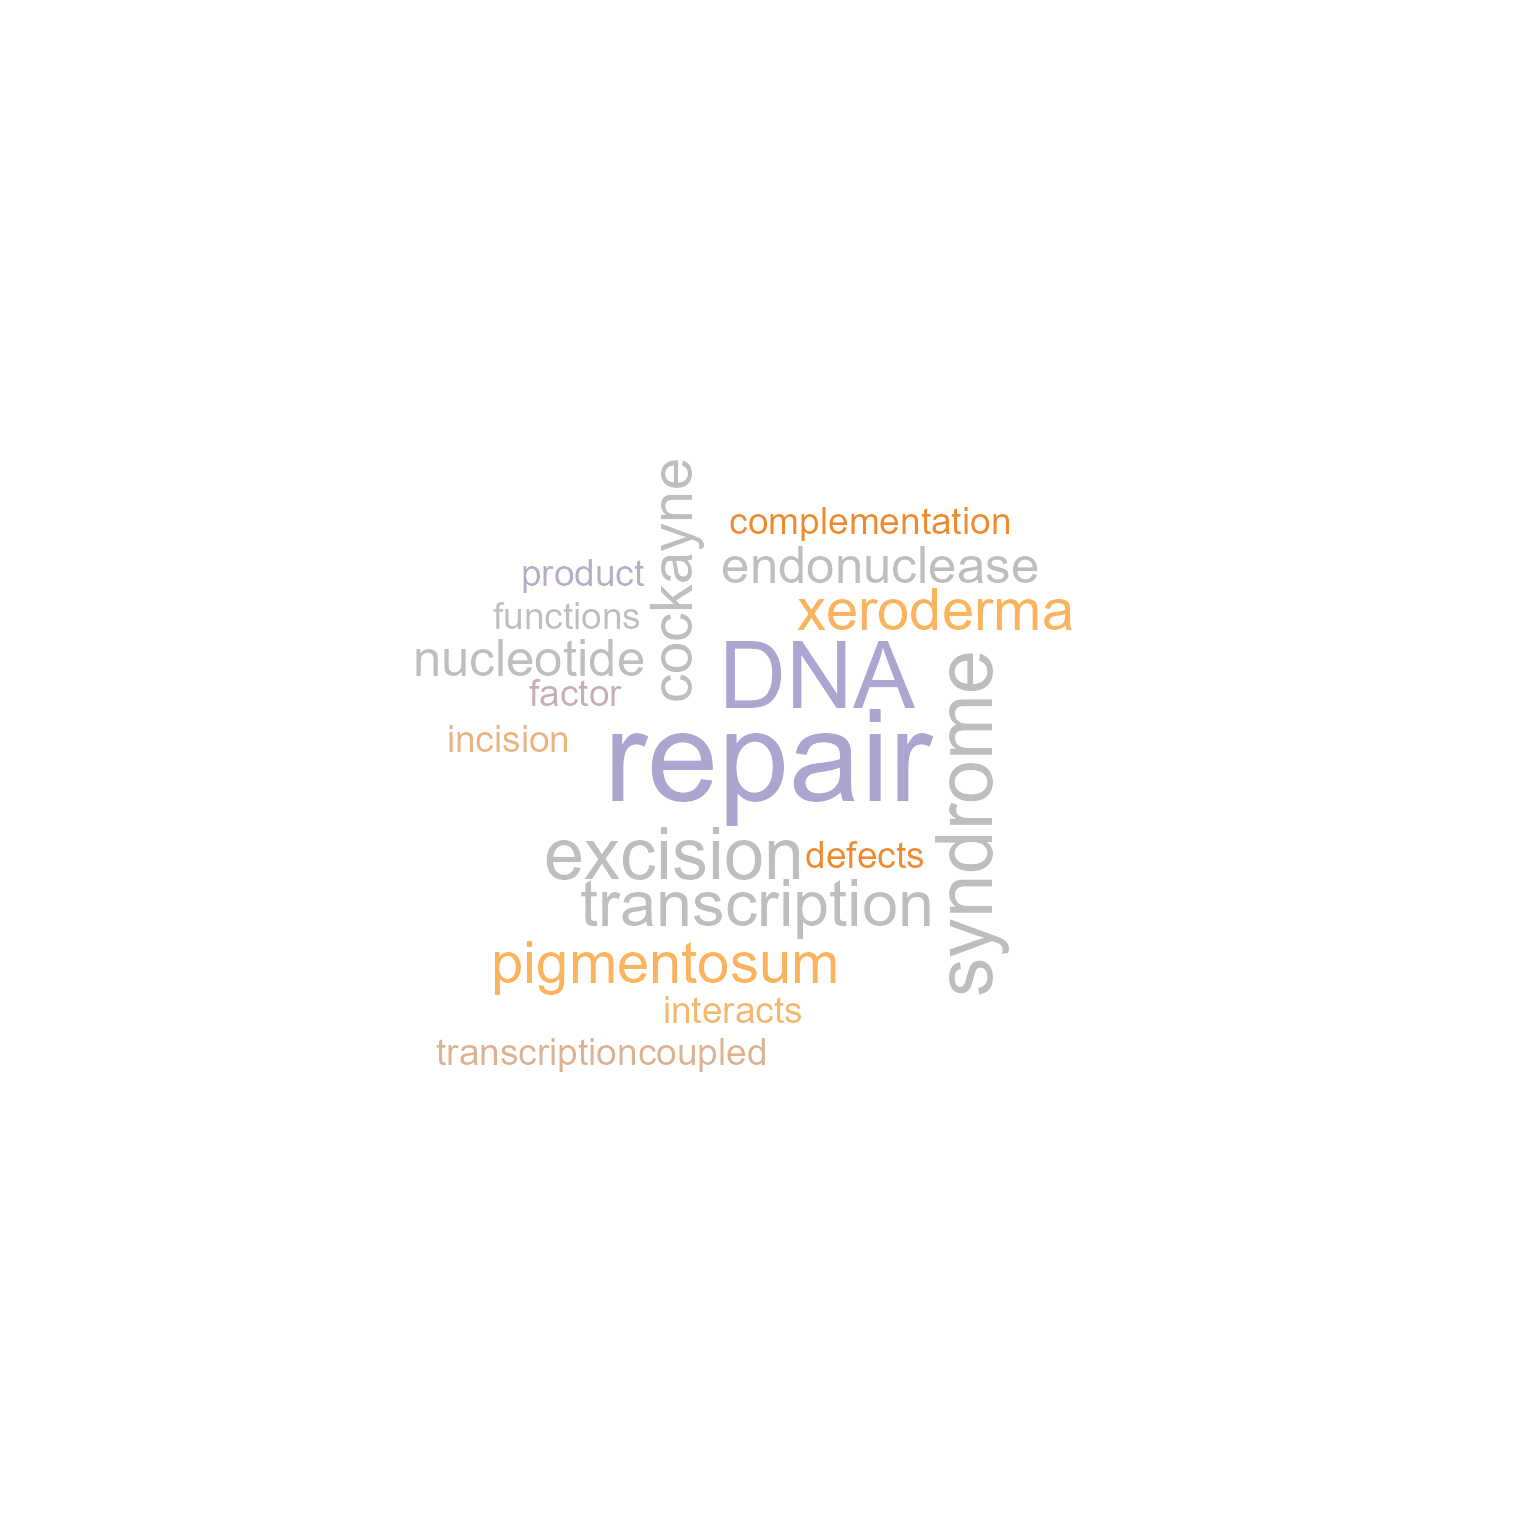 cockayne
complementation
endonuclease
product
xeroderma
functions
nucleotide
DNA
factor
incision
repair
syndrome
excision
defects
transcription
pigmentosum
interacts
transcriptioncoupled